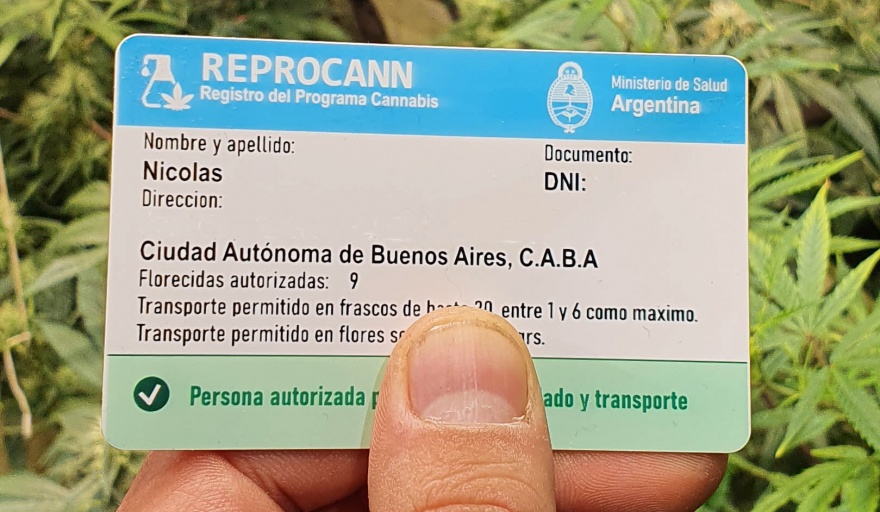 REPROCANN
Registro del Programa Cannabis
Ministerio de Salud
Argentina
Nombre y apellido:
Nicolas
Direccion:
Documento:
DNI:
Ciudad Autónoma de Buenos Aires, C.A.B.A
Florecidas autorizadas: 9
Transporte permitido en frascos de entre 1 y 6 como maximo.
Transporte permitido en flores
Persona autorizada y transporte